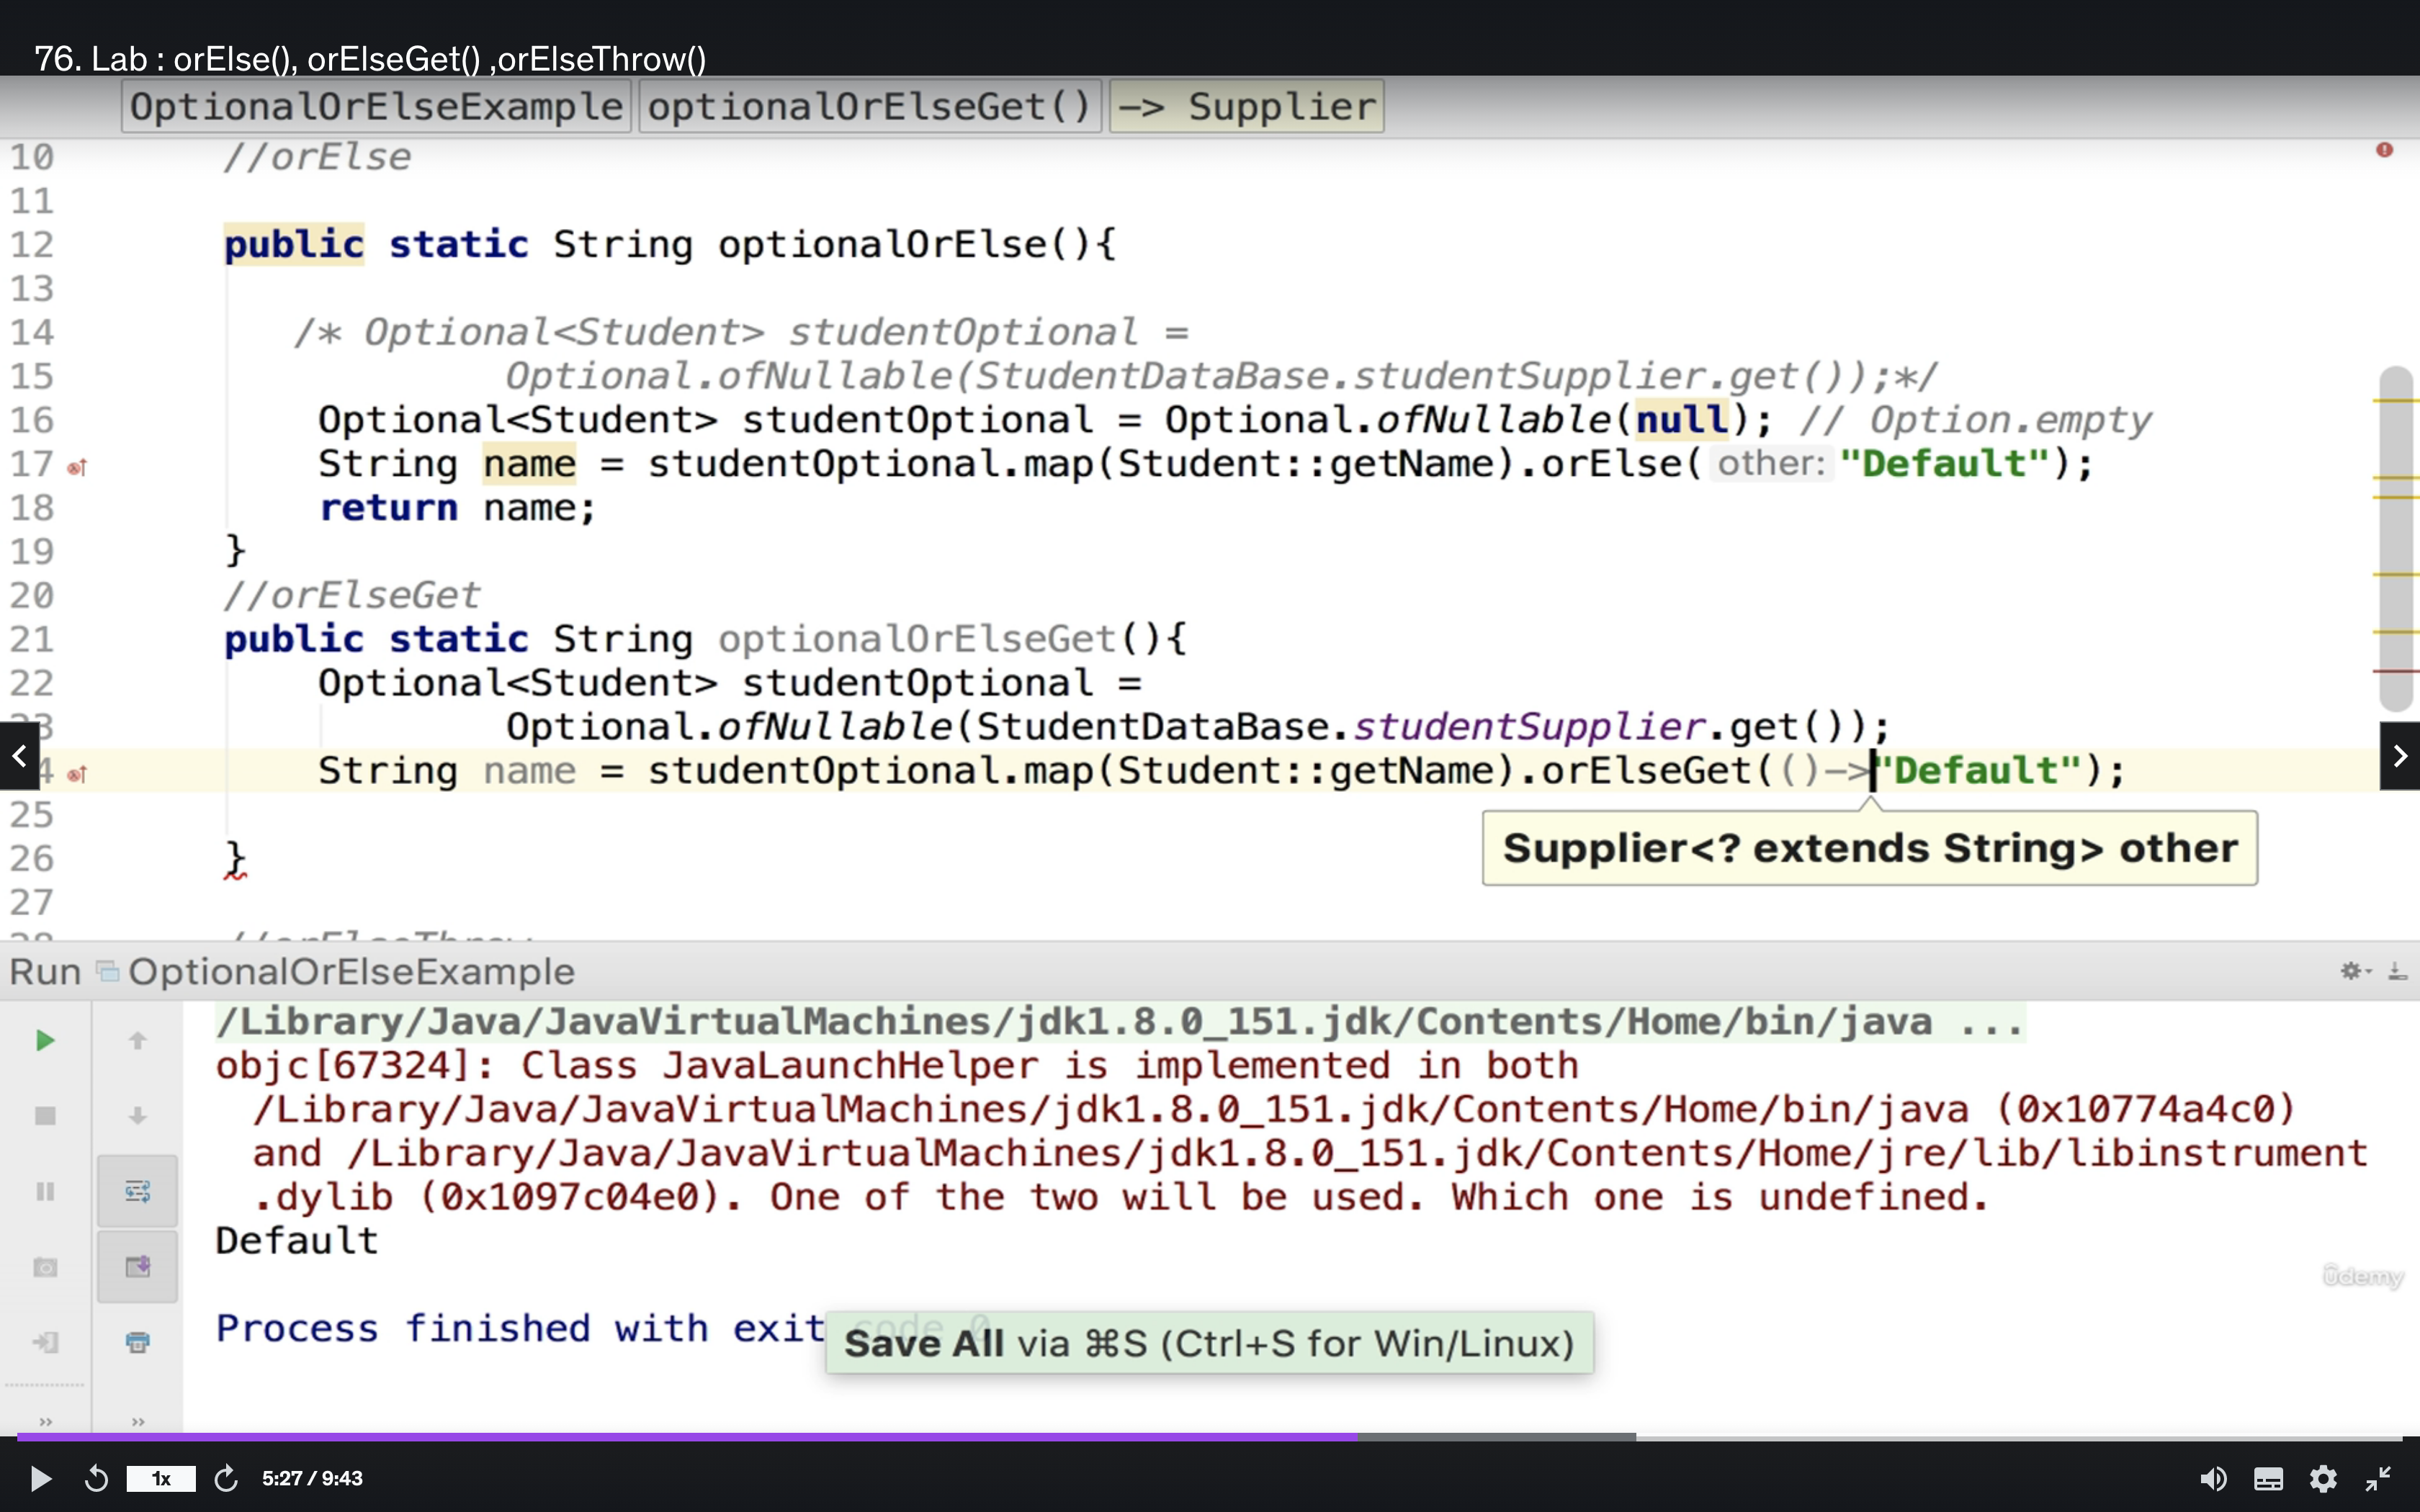 76. Lab : orElse(), orElseGet() ,orElseThrow()
OptionalOrElseExample optionalOrElseGet() -> Supplier
10 //orElse
11
12 public static String optionalOrElse(){
13
14 /* Optional<Student> studentOptional =
15 Optional.ofNullable(StudentDataBase.studentSupplier.get());*/
16 Optional<Student> studentOptional = Optional.ofNullable(null); // Option.empty
17 String name = studentOptional.map(Student::getName).orElse( other: "Default");
18 return name;
19 }
20 //orElseGet
21 public static String optionalOrElseGet(){
22 Optional<Student> studentOptional =
23 Optional.ofNullable(StudentDataBase.studentSupplier.get());
4 String name = studentOptional.map(Student::getName).orElseGet(()->"Default");
25
Supplier<? extends String> other
26 }
27
28 //orElseThrow
Run OptionalOrElseExample
/Library/Java/JavaVirtualMachines/jdk1.8.0_151.jdk/Contents/Home/bin/java ...
objc[67324]: Class JavaLaunchHelper is implemented in both
/Library/Java/JavaVirtualMachines/jdk1.8.0_151.jdk/Contents/Home/bin/java (0x10774a4c0)
and /Library/Java/JavaVirtualMachines/jdk1.8.0_151.jdk/Contents/Home/jre/lib/libinstrument
.dylib (0x1097c04e0). One of the two will be used. Which one is undefined.
Default
udemy
Process finished with exit code 0
Save All via ⌘S (Ctrl+S for Win/Linux)
1x 5:27 / 9:43